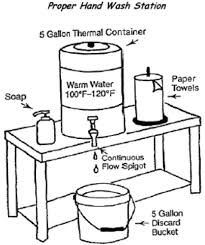 Proper Hand Wash Station
5 Gallon Thermal Container
Warm Water
100°F-120°F
Soap
Paper
Towels
Continuous
Flow Spigot
5 Gallon
Discard
Bucket